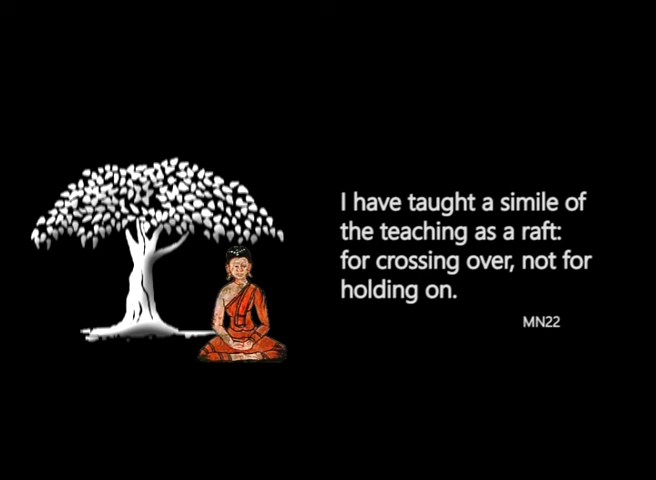 I have taught a simile of
the teaching as a raft:
for crossing over, not for
holding on.
MN22